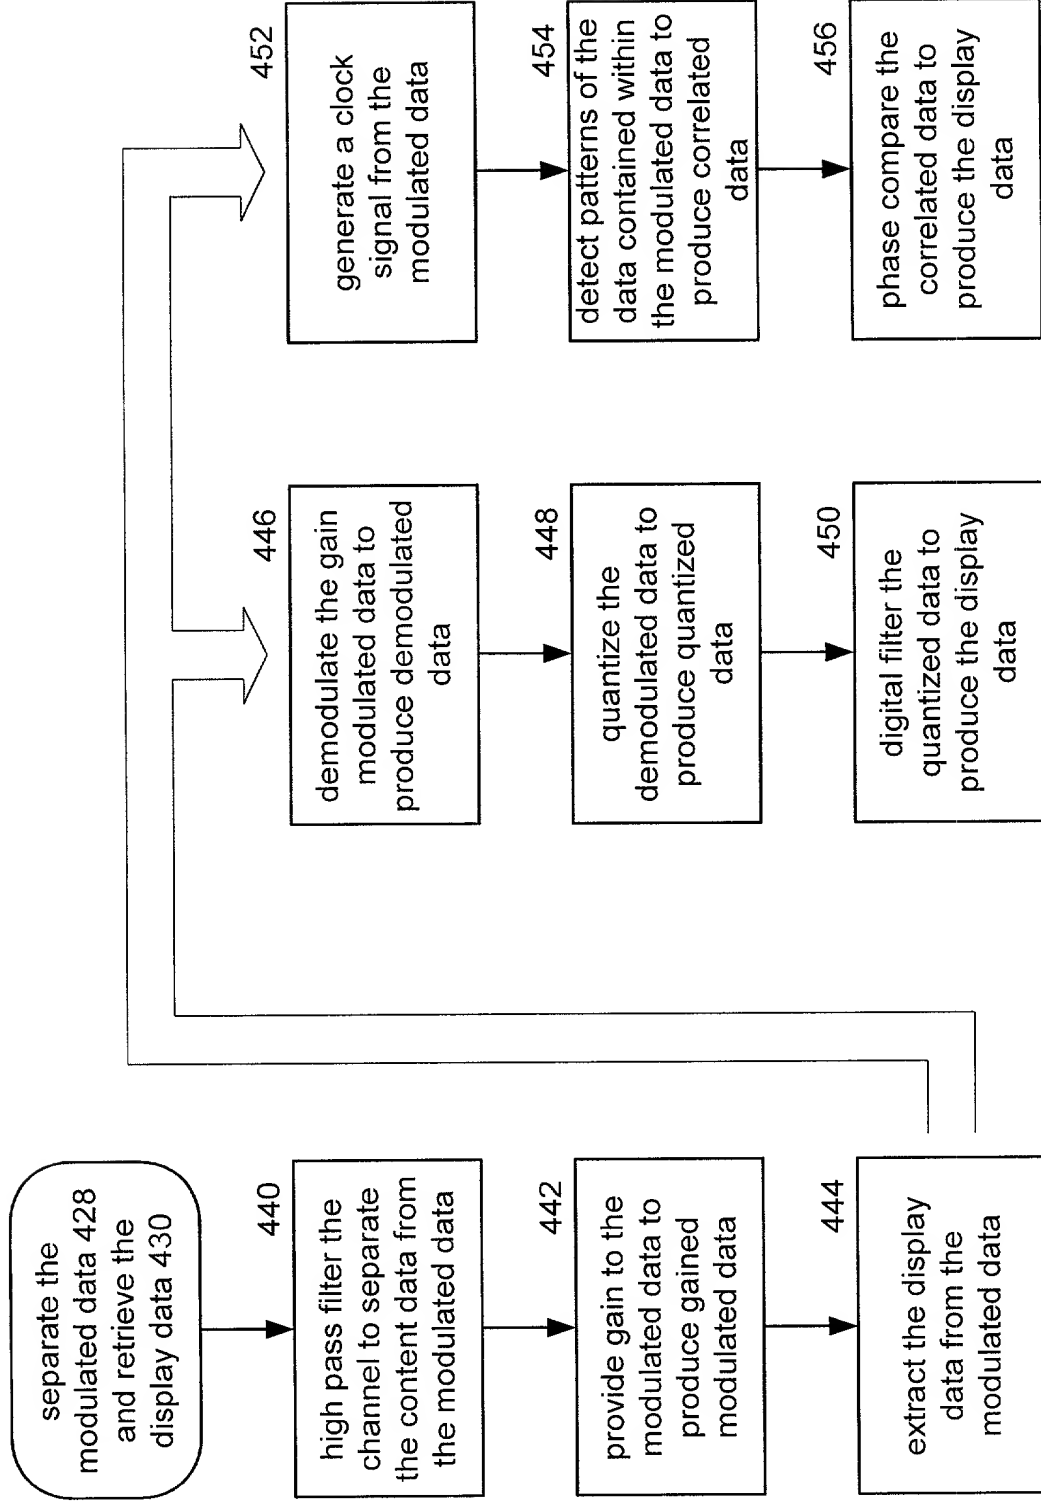 separate the
modulated data 428
and retrieve the
display data 430
440
high pass filter the
channel to separate
the content data from
the modulated data
442
provide gain to the
modulated data to
produce gained
modulated data
444
extract the display
data from the
modulated data
446
demodulate the gain
modulated data to
produce demodulated
data
448
quantize the
demodulated data to
produce quantized
data
450
digital filter the
quantized data to
produce the display
data
452
generate a clock
signal from the
modulated data
454
detect patterns of the
data contained within
the modulated data to
produce correlated
data
456
phase compare the
correlated data to
produce the display
data